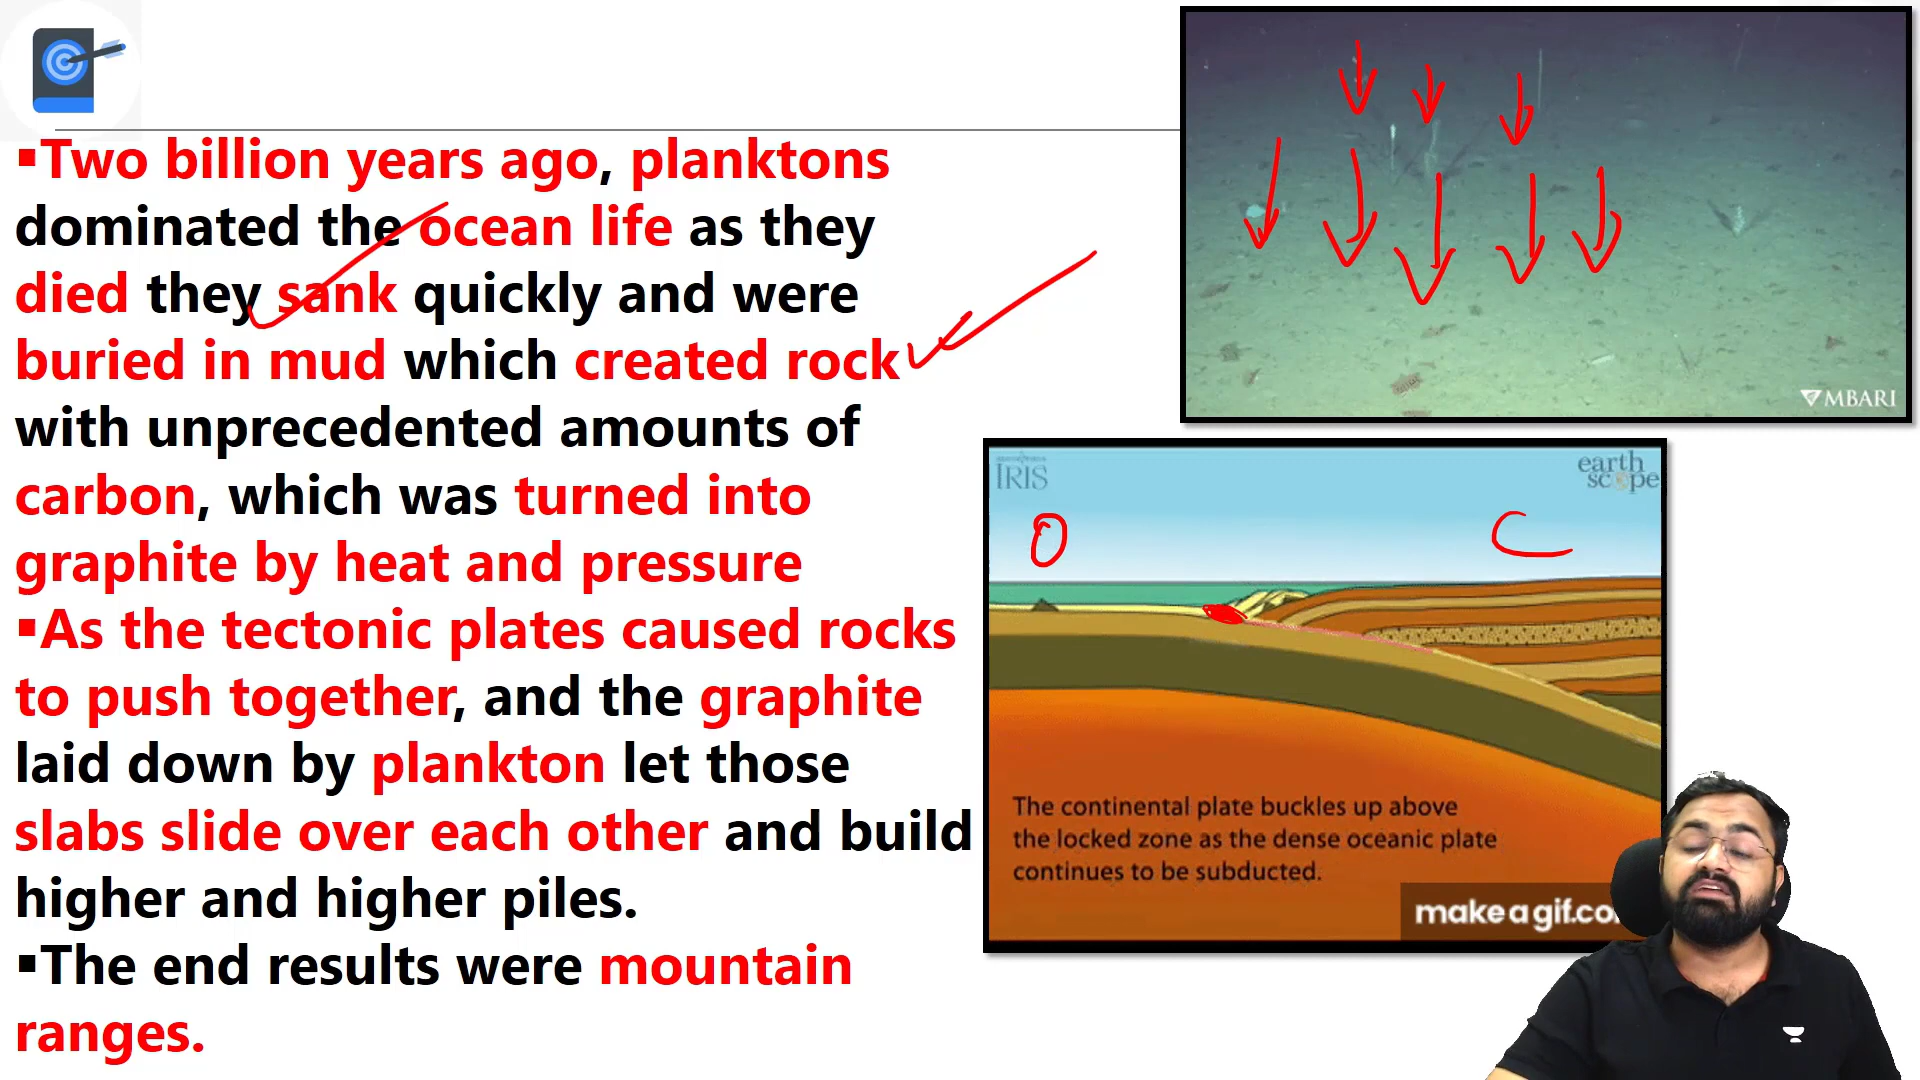 ▪Two billion years ago, planktons
dominated the ocean life as they
died they sank quickly and were
buried in mud which created rock
with unprecedented amounts of
carbon, which was turned into
graphite by heat and pressure
▪As the tectonic plates caused rocks
to push together, and the graphite
laid down by plankton let those
slabs slide over each other and build
higher and higher piles.
▪The end results were mountain
ranges.
MBARI
IRIS
earth
scope
O
C
The continental plate buckles up above
the locked zone as the dense oceanic plate
continues to be subducted.
makeagif.co